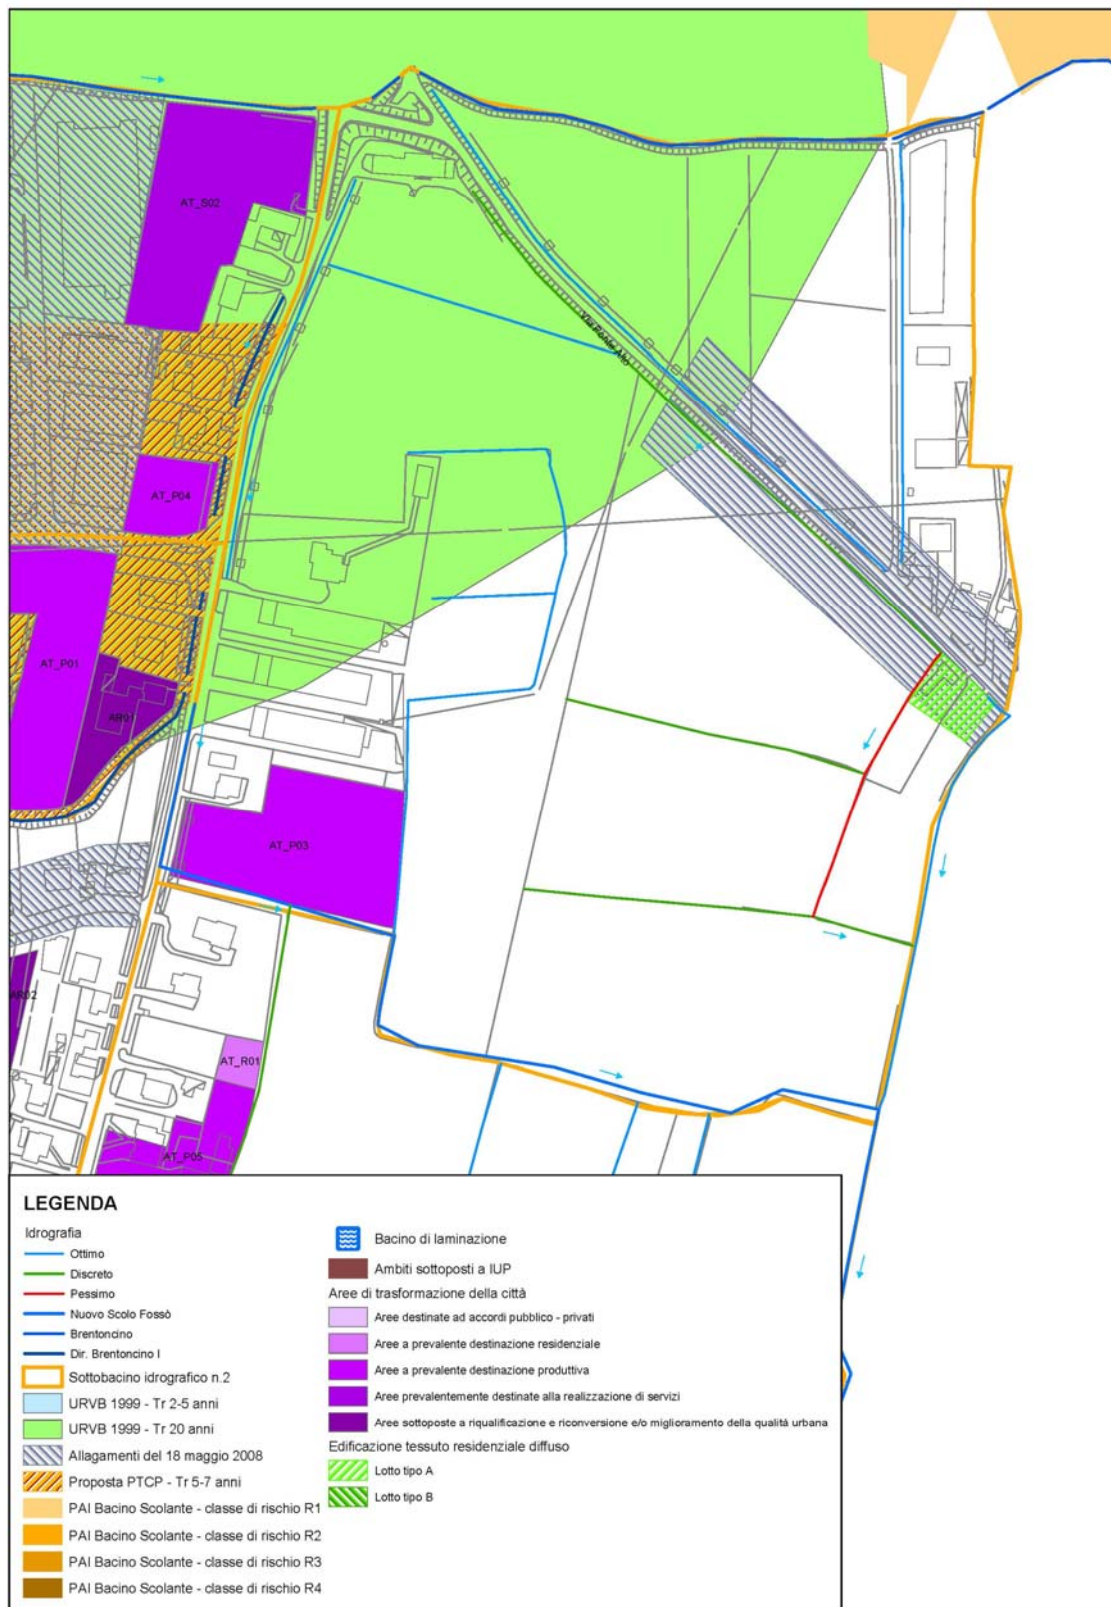 AT_S02
Via Ponte Alto
AT_P04
AT_P01
AR01
AT_P03
AR02
AT_R01
AT_P05
LEGENDA
Idrografia
Ottimo
Discreto
Pessimo
Nuovo Scolo Fossò
Brentoncino
Dir. Brentoncino I
Sottobacino idrografico n.2
URVB 1999 - Tr 2-5 anni
URVB 1999 - Tr 20 anni
Allagamenti del 18 maggio 2008
Proposta PTCP - Tr 5-7 anni
PAI Bacino Scolante - classe di rischio R1
PAI Bacino Scolante - classe di rischio R2
PAI Bacino Scolante - classe di rischio R3
PAI Bacino Scolante - classe di rischio R4
Bacino di laminazione
Ambiti sottoposti a IUP
Aree di trasformazione della città
Aree destinate ad accordi pubblico - privati
Aree a prevalente destinazione residenziale
Aree a prevalente destinazione produttiva
Aree prevalentemente destinate alla realizzazione di servizi
Aree sottoposte a riqualificazione e riconversione e/o miglioramento della qualità urbana
Edificazione tessuto residenziale diffuso
Lotto tipo A
Lotto tipo B